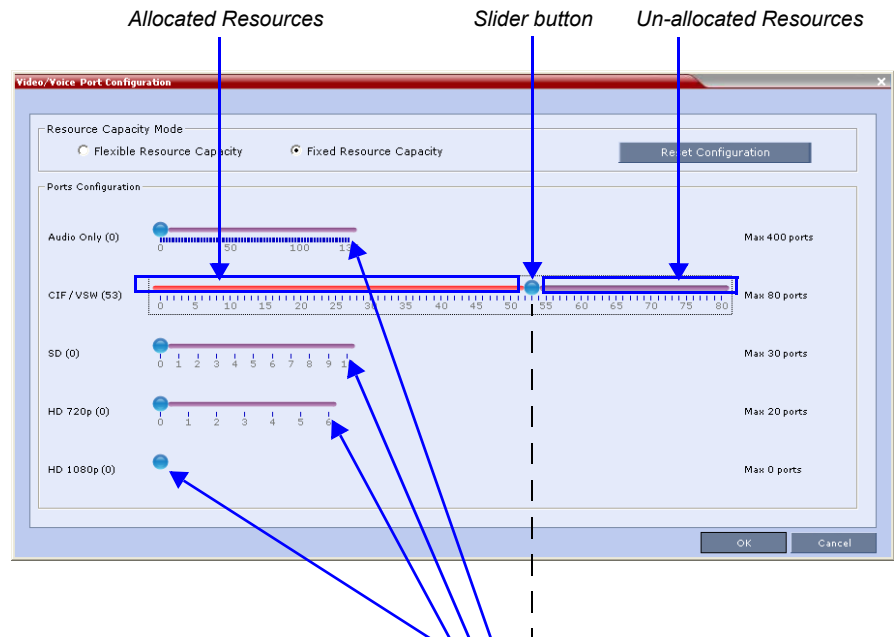 Allocated Resources Slider button Un-allocated Resources
Video/Voice Port Configuration
Resource Capacity Mode
Flexible Resource Capacity Fixed Resource Capacity Reset Configuration
Ports Configuration
Audio Only (0) 0 50 100 Max 400 ports
CIF / VSW (53) 0 5 10 15 20 25 30 35 40 45 50 55 60 65 70 75 80 Max 80 ports
SD (0) 0 1 2 3 4 5 6 7 8 9 Max 30 ports
HD 720p (0) 0 1 2 3 4 5 6 Max 20 ports
HD 1080p (0) Max 0 ports
OK Cancel